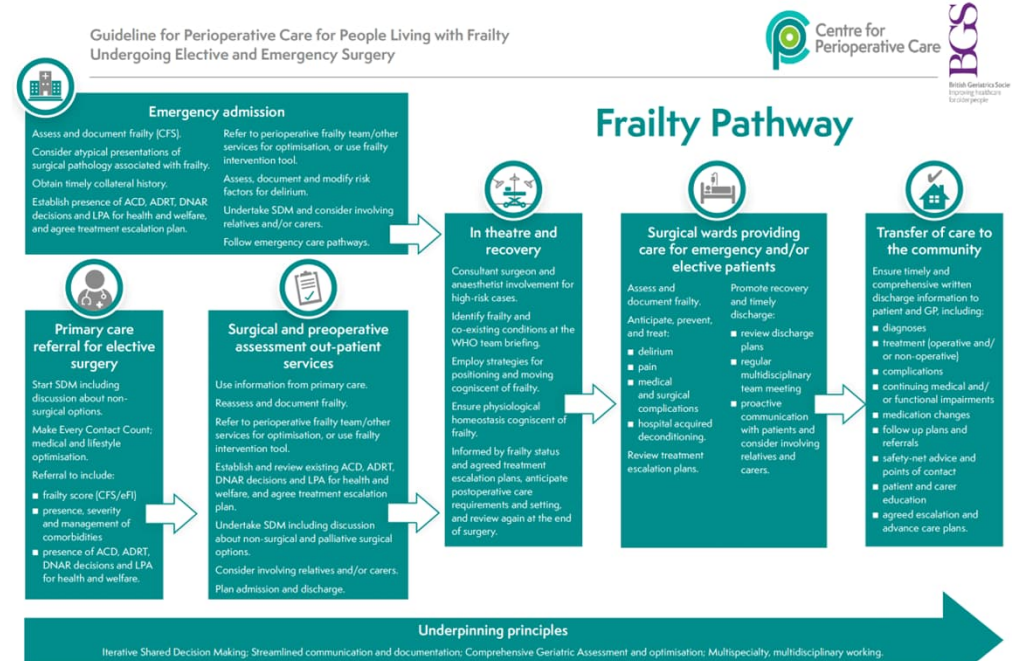 Guideline for Perioperative Care for People Living with Frailty
Undergoing Elective and Emergency Surgery
Centre for
Perioperative Care
BGS
British Geriatrics Socie
Improving healthcare
for older people
Frailty Pathway
Emergency admission
Assess and document frailty (CFS).
Consider atypical presentations of
surgical pathology associated with frailty.
Obtain timely collateral history.
Establish presence of ACD, ADRT, DNAR
decisions and LPA for health and welfare,
and agree treatment escalation plan.
Refer to perioperative frailty team/other
services for optimisation, or use frailty
intervention tool.
Assess, document and modify risk
factors for delirium.
Undertake SDM and consider involving
relatives and/or carers.
Follow emergency care pathways.
Primary care
referral for elective
surgery
Start SDM including
discussion about non-
surgical options.
Make Every Contact Count;
medical and lifestyle
optimisation.
Referral to include:
■ frailty score (CFS/eFI)
■ presence, severity
and management of
comorbidities
■ presence of ACD, ADRT,
DNAR decisions and LPA
for health and welfare.
Surgical and preoperative
assessment out-patient
services
Use information from primary care.
Reassess and document frailty.
Refer to perioperative frailty team/other
services for optimisation, or use frailty
intervention tool.
Establish and review existing ACD, ADRT,
DNAR decisions and LPA for health and
welfare, and agree treatment escalation
plan.
Undertake SDM including discussion
about non-surgical and palliative surgical
options.
Consider involving relatives and/or carers.
Plan admission and discharge.
In theatre and
recovery
Consultant surgeon and
anaesthetist involvement for
high-risk cases.
Identify frailty and
co-existing conditions at the
WHO team briefing.
Employ strategies for
positioning and moving
cogniscent of frailty.
Ensure physiological
homeostasis cogniscent of
frailty.
Informed by frailty status
and agreed treatment
escalation plans, anticipate
postoperative care
requirements and setting,
and review again at the end
of surgery.
Surgical wards providing
care for emergency and/or
elective patients
Assess and
document frailty.
Anticipate, prevent,
and treat:
■ delirium
■ pain
■ medical
and surgical
complications
■ hospital acquired
deconditioning.
Review treatment
escalation plans.
Promote recovery
and timely
discharge:
■ review discharge
plans
■ regular
multidisciplinary
team meeting
■ proactive
communication
with patients and
consider involving
relatives and
carers.
Transfer of care to
the community
Ensure timely and
comprehensive written
discharge information to
patient and GP, including:
■ diagnoses
■ treatment (operative and/
or non-operative)
■ complications
■ continuing medical and/
or functional impairments
■ medication changes
■ follow up plans and
referrals
■ safety-net advice and
points of contact
■ patient and carer
education
■ agreed escalation and
advance care plans.
Underpinning principles
Iterative Shared Decision Making; Streamlined communication and documentation; Comprehensive Geriatric Assessment and optimisation; Multispecialty, multidisciplinary working.